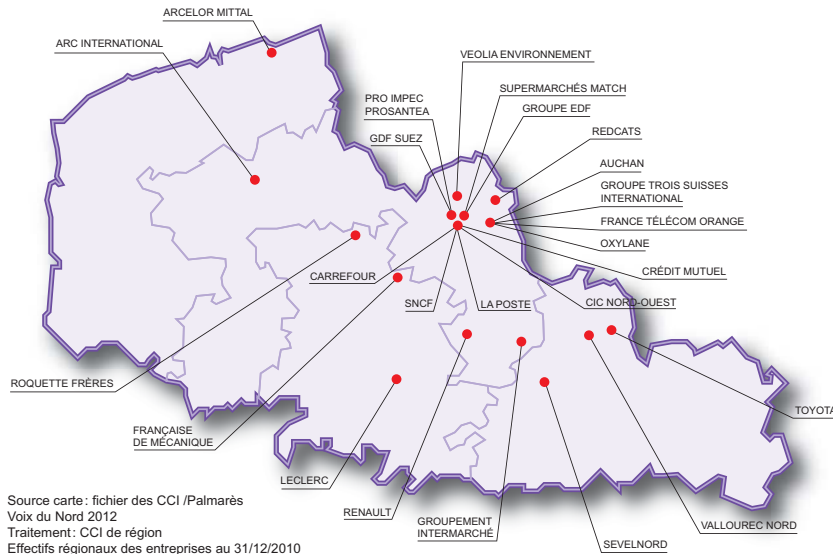 ARCELOR MITTAL
ARC INTERNATIONAL
VEOLIA ENVIRONNEMENT
SUPERMARCHÉS MATCH
PRO IMPEC
PROSANTEA
GROUPE EDF
GDF SUEZ
REDCATS
AUCHAN
GROUPE TROIS SUISSES
INTERNATIONAL
FRANCE TÉLÉCOM ORANGE
OXYLANE
CRÉDIT MUTUEL
CARREFOUR
SNCF
LA POSTE
CIC NORD-OUEST
ROQUETTE FRÈRES
TOYOTA
FRANÇAISE
DE MÉCANIQUE
LECLERC
RENAULT
GROUPEMENT
INTERMARCHÉ
VALLOUREC NORD
SEVELNORD
Source carte : fichier des CCI /Palmarès
Voix du Nord 2012
Traitement : CCI de région
Effectifs régionaux des entreprises au 31/12/2010